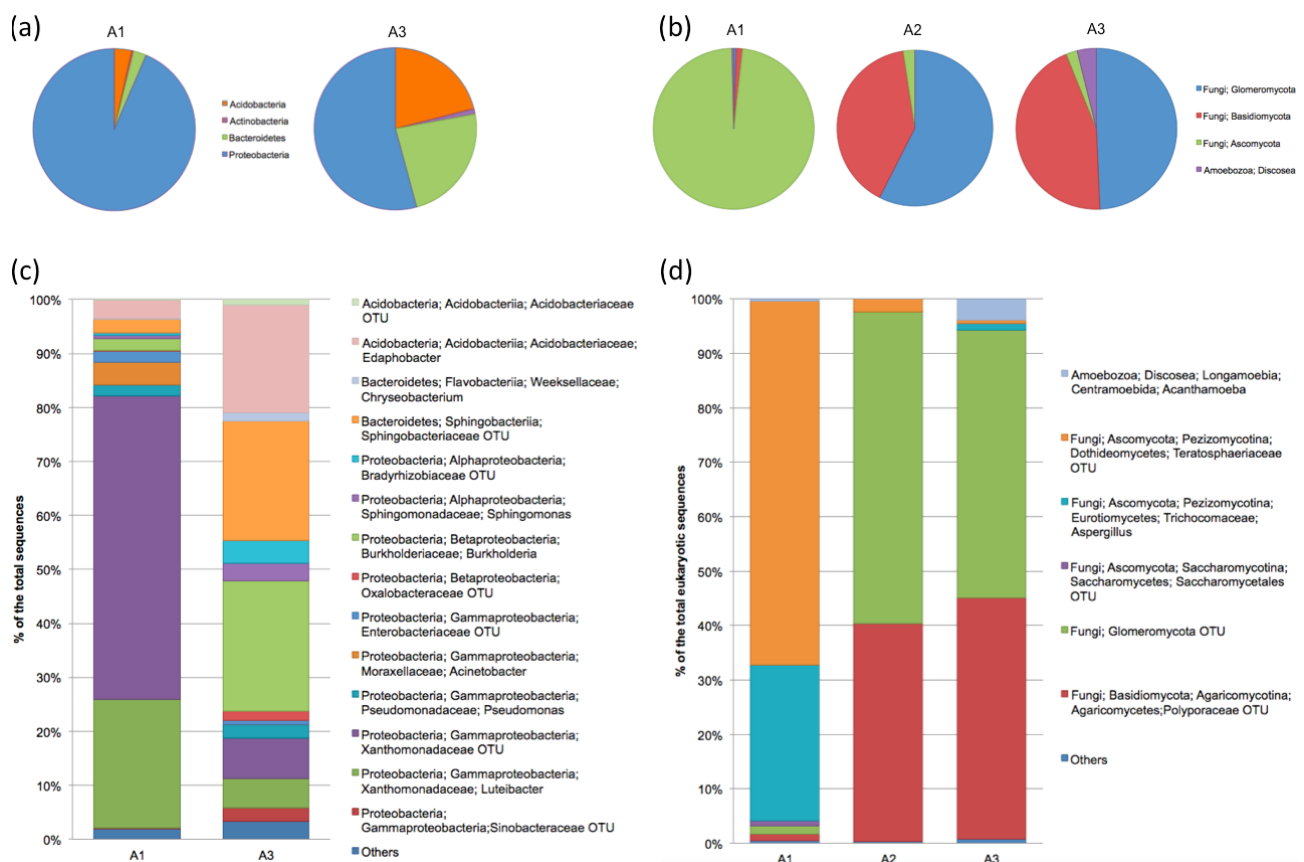 (a)
A1
A3
Acidobacteria
Actinobacteria
Bacteroidetes
Proteobacteria
(b)
A1
A2
A3
Fungi; Glomeromycota
Fungi; Basidiomycota
Fungi; Ascomycota
Amoebozoa; Discosea
(c)
% of the total sequences
100%
90%
80%
70%
60%
50%
40%
30%
20%
10%
0%
A1
A3
Acidobacteria; Acidobacteriia; Acidobacteriaceae
OTU
Acidobacteria; Acidobacteriia; Acidobacteriaceae;
Edaphobacter
Bacteroidetes; Flavobacteriia; Weeksellaceae;
Chryseobacterium
Bacteroidetes; Sphingobacteriia;
Sphingobacteriaceae OTU
Proteobacteria; Alphaproteobacteria;
Bradyrhizobiaceae OTU
Proteobacteria; Alphaproteobacteria;
Sphingomonadaceae; Sphingomonas
Proteobacteria; Betaproteobacteria;
Burkholderiaceae; Burkholderia
Proteobacteria; Betaproteobacteria;
Oxalobacteraceae OTU
Proteobacteria; Gammaproteobacteria;
Enterobacteriaceae OTU
Proteobacteria; Gammaproteobacteria;
Moraxellaceae; Acinetobacter
Proteobacteria; Gammaproteobacteria;
Pseudomonadaceae; Pseudomonas
Proteobacteria; Gammaproteobacteria;
Xanthomonadaceae OTU
Proteobacteria; Gammaproteobacteria;
Xanthomonadaceae; Luteibacter
Proteobacteria;
Gammaproteobacteria;Sinobacteraceae OTU
Others
(d)
% of the total eukaryotic sequences
100%
90%
80%
70%
60%
50%
40%
30%
20%
10%
0%
A1
A2
A3
Amoebozoa; Discosea; Longamoebia;
Centramoebida; Acanthamoeba
Fungi; Ascomycota; Pezizomycotina;
Dothideomycetes; Teratosphaeriaceae
OTU
Fungi; Ascomycota; Pezizomycotina;
Eurotiomycetes; Trichocomaceae;
Aspergillus
Fungi; Ascomycota; Saccharomycotina;
Saccharomycetes; Saccharomycetales
OTU
Fungi; Glomeromycota OTU
Fungi; Basidiomycota; Agaricomycotina;
Agaricomycetes;Polyporaceae OTU
Others